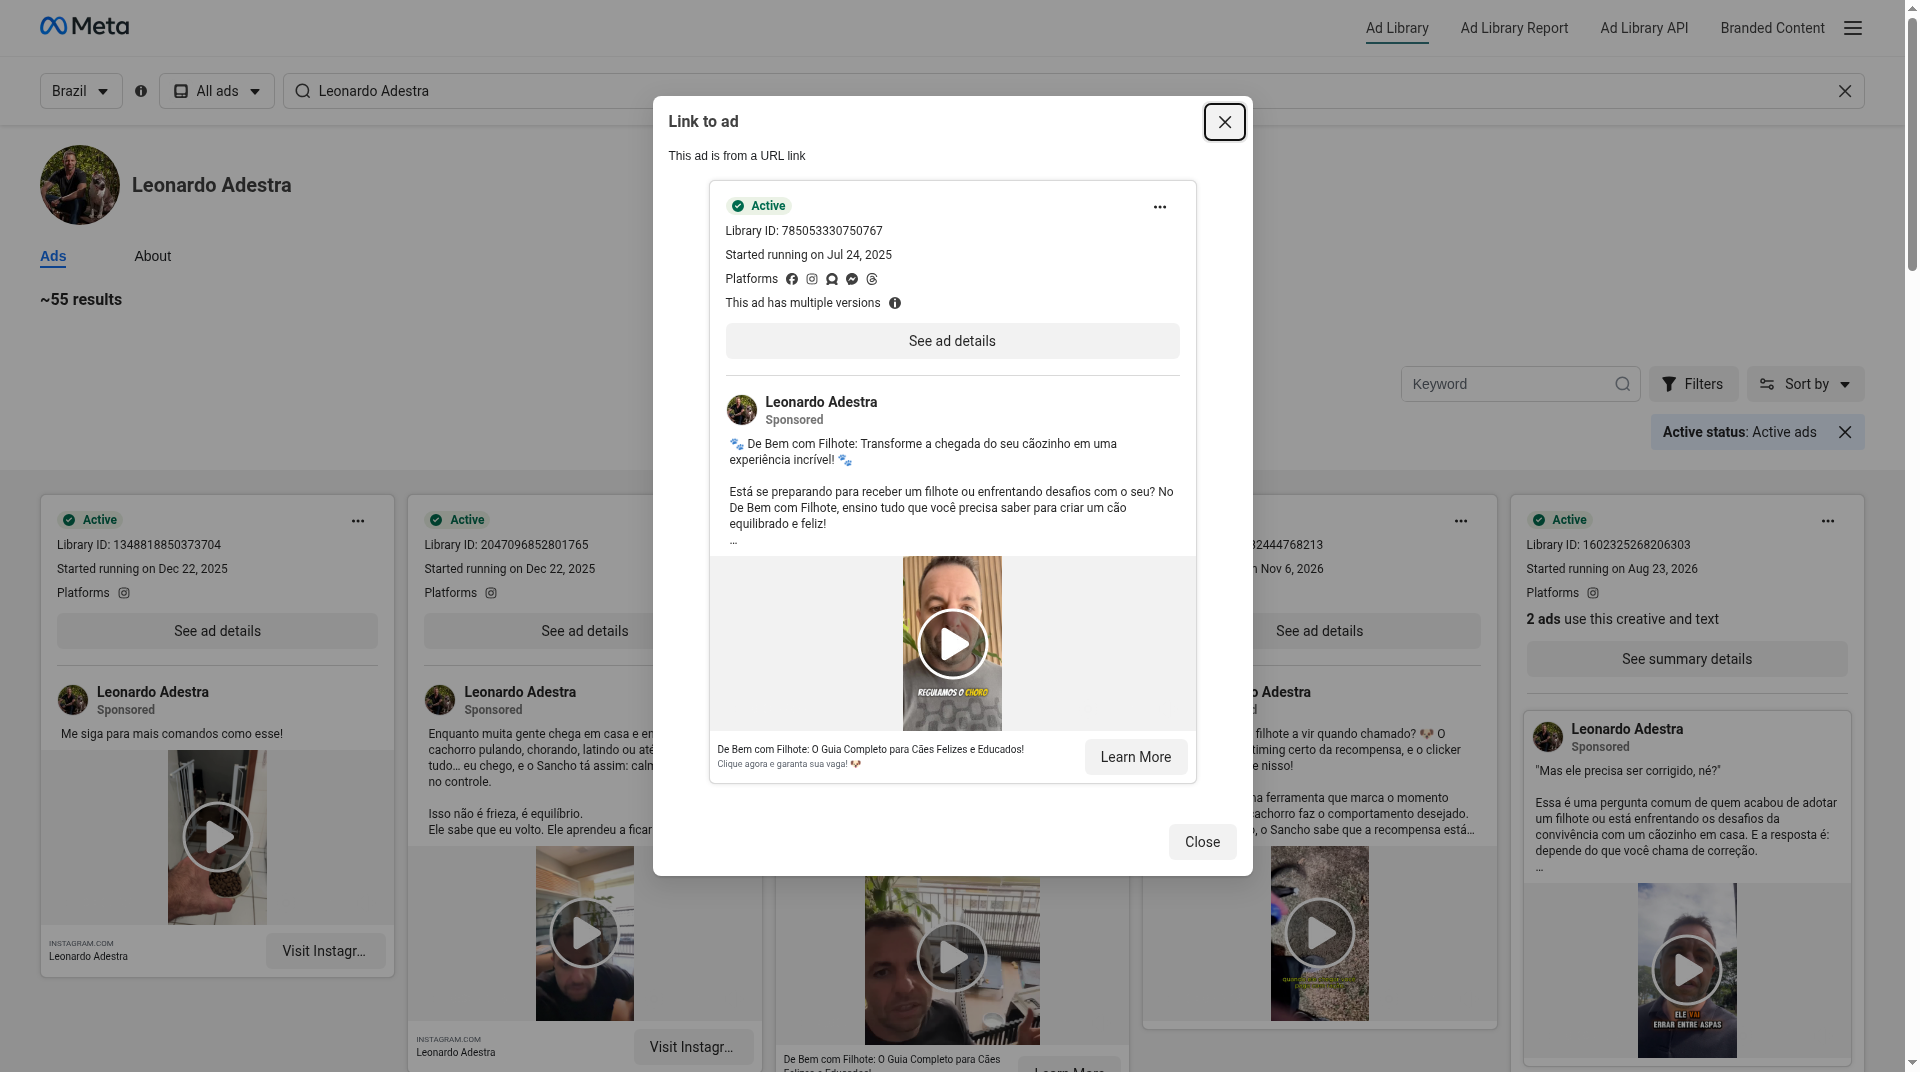 Meta
Ad Library
Ad Library Report
Ad Library API
Branded Content
Brazil
All ads
Leonardo Adestra
Leonardo Adestra
Ads
About
~55 results
Keyword
Filters
Sort by
Active status: Active ads
Link to ad
This ad is from a URL link
Active
Library ID: 785053330750767
Started running on Jul 24, 2025
Platforms
This ad has multiple versions
See ad details
Leonardo Adestra
Sponsored
🐾 De Bem com Filhote: Transforme a chegada do seu cãozinho em uma
experiência incrível! 🐾
Está se preparando para receber um filhote ou enfrentando desafios com o seu? No
De Bem com Filhote, ensino tudo que você precisa saber para criar um cão
equilibrado e feliz!
...
REGULAMOS O CHORO
De Bem com Filhote: O Guia Completo para Cães Felizes e Educados!
Clique agora e garanta sua vaga! 🐶
Learn More
Close
Active
Library ID: 1348818850373704
Started running on Dec 22, 2025
Platforms
See ad details
Leonardo Adestra
Sponsored
Me siga para mais comandos como esse!
INSTAGRAM.COM
Leonardo Adestra
Visit Instagr...
Active
Library ID: 2047096852801765
Started running on Dec 22, 2025
Platforms
See ad details
Leonardo Adestra
Sponsored
Enquanto muita gente chega em casa e en
cachorro pulando, chorando, latindo ou até
tudo… eu chego, e o Sancho tá assim: calm
no controle.
Isso não é frieza, é equilíbrio.
Ele sabe que eu volto. Ele aprendeu a ficar
INSTAGRAM.COM
Leonardo Adestra
Visit Instagr...
De Bem com Filhote: O Guia Completo para Cães
Felizes e Educados!
Learn More
32444768213
n Nov 6, 2026
See ad details
o Adestra
d
filhote a vir quando chamado? 🐶 O
timing certo da recompensa, e o clicker
e nisso!
na ferramenta que marca o momento
cachorro faz o comportamento desejado.
, o Sancho sabe que a recompensa está...
Active
Library ID: 1602325268206303
Started running on Aug 23, 2026
Platforms
2 ads use this creative and text
See summary details
Leonardo Adestra
Sponsored
"Mas ele precisa ser corrigido, né?"
Essa é uma pergunta comum de quem acabou de adotar
um filhote ou está enfrentando os desafios da
convivência com um cãozinho em casa. E a resposta é:
depende do que você chama de correção.
...
ELE VAI
ERRAR ENTRE ASPAS